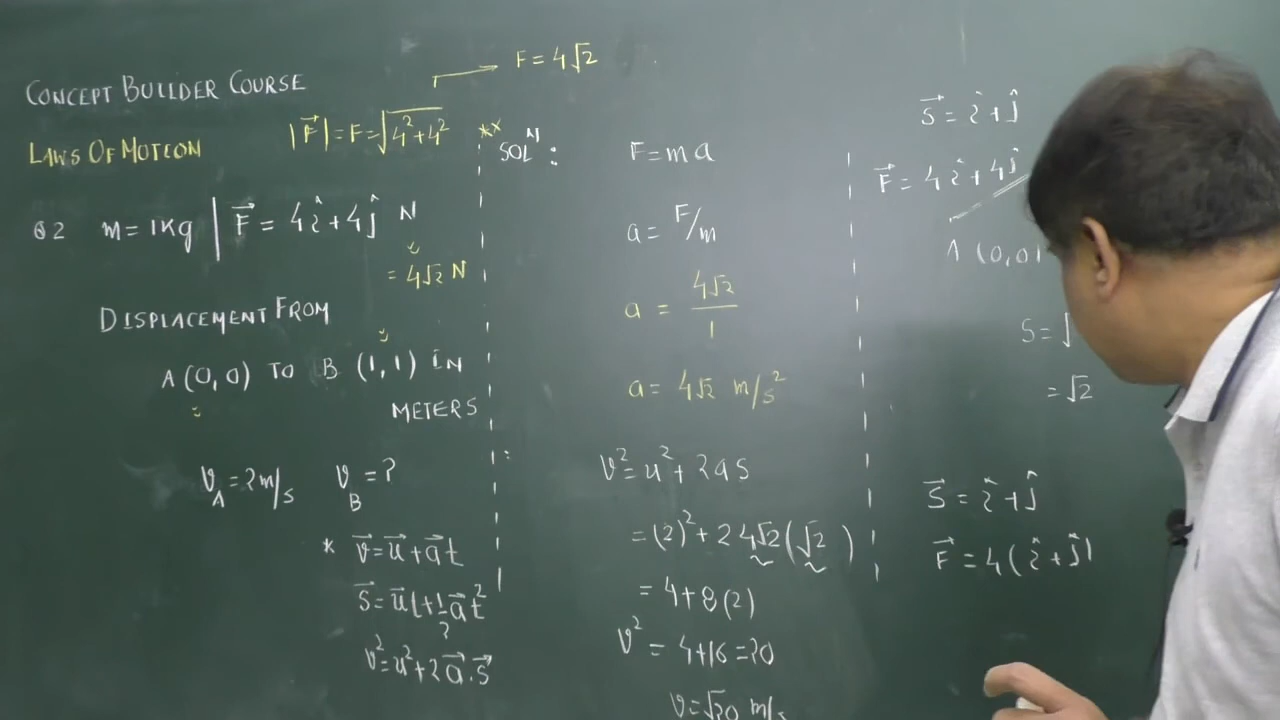 CONCEPT BUILDER COURSE
LAWS OF MOTION
|F⃗| = F = √4² + 4²
F = 4√2
Q2 m = 1Kg | F⃗ = 4î + 4ĵ N
= 4√2 N
DISPLACEMENT FROM
A (0,0) TO B (1,1) IN
METERS
V_A = 2 m/s V_B = ?
* v⃗ = u⃗ + a⃗t
s⃗ = u⃗t + 1/2 a⃗t²
v² = u² + 2a⃗.s⃗
**
SOLᴺ :
F = ma
a = F/m
a = 4√2 / 1
a = 4√2 m/s²
V² = u² + 2as
= (2)² + 2 4√2 (√2)
= 4 + 8(2)
V² = 4 + 16 = 20
V = √20 m/s
S⃗ = î + ĵ
F⃗ = 4î + 4ĵ
A (0,0)
S = √
= √2
S⃗ = î + ĵ
F⃗ = 4(î + ĵ)